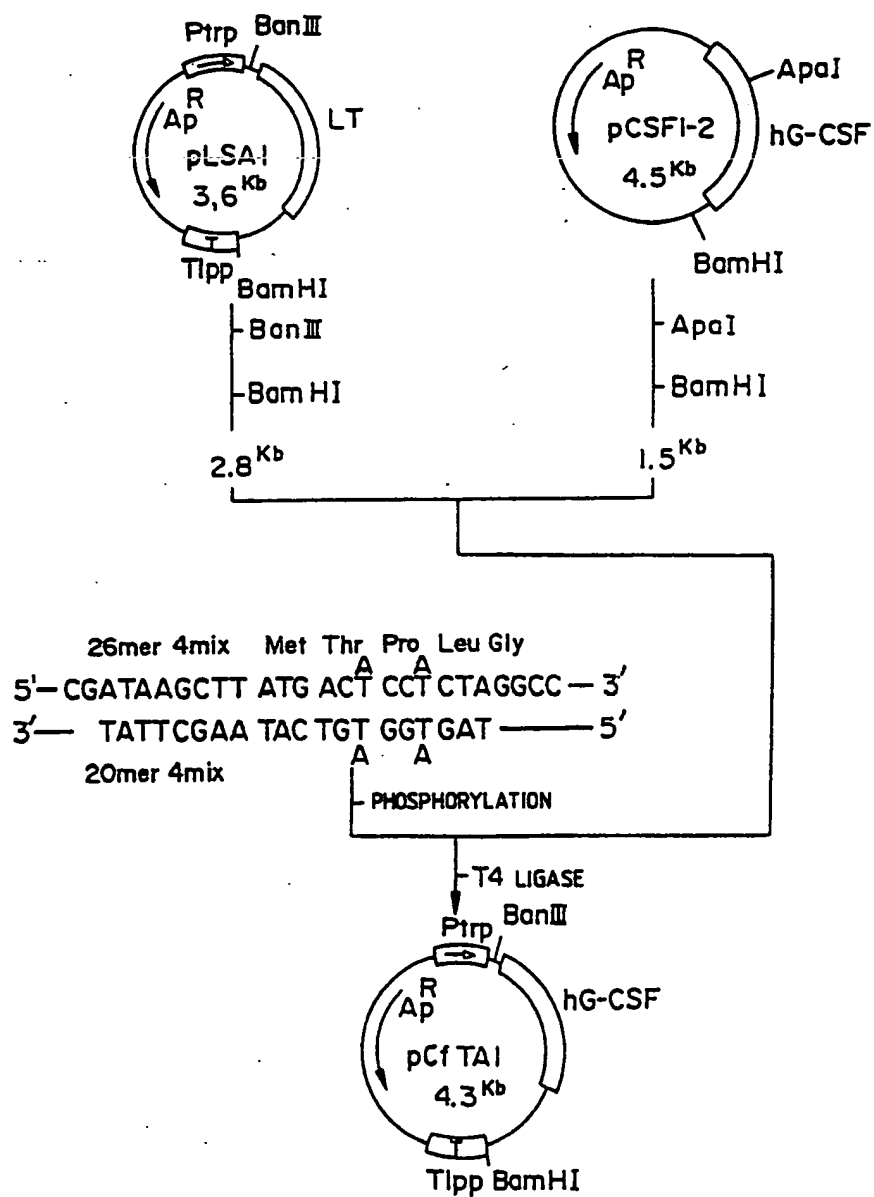 Ptrp BanIII
Ap^R
LT
pLSA1
3,6 Kb
Tlpp
BamHI
BanIII
BamHI
2.8 Kb
ApaI
Ap^R
pCSF1-2
hG-CSF
4.5 Kb
BamHI
ApaI
BamHI
1.5 Kb
26mer 4mix Met Thr Pro Leu Gly
A A
5'—CGATAAGCTT ATG ACT CCT CTAGGCC—3'
3'— TATTCGAA TAC TGT GGT GAT —— 5'
A A
20mer 4mix
PHOSPHORYLATION
T4 LIGASE
Ptrp BanIII
Ap^R
hG-CSF
pCfTA1
4.3 Kb
T
Tlpp BamHI